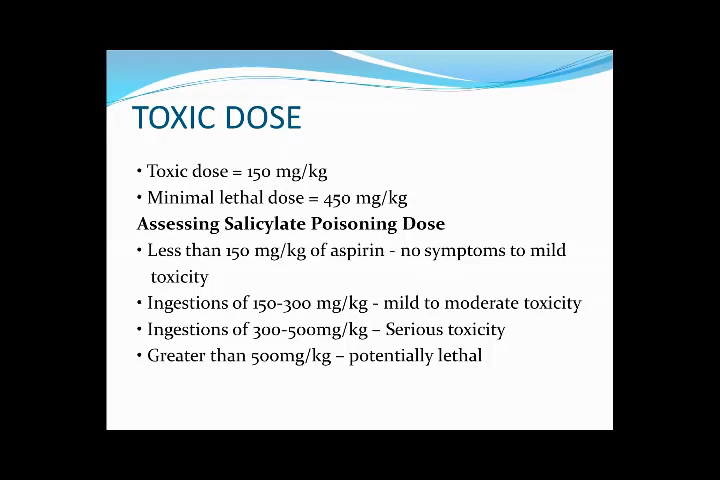 TOXIC DOSE
• Toxic dose = 150 mg/kg
• Minimal lethal dose = 450 mg/kg
Assessing Salicylate Poisoning Dose
• Less than 150 mg/kg of aspirin - no symptoms to mild
toxicity
• Ingestions of 150-300 mg/kg - mild to moderate toxicity
• Ingestions of 300-500mg/kg – Serious toxicity
• Greater than 500mg/kg – potentially lethal